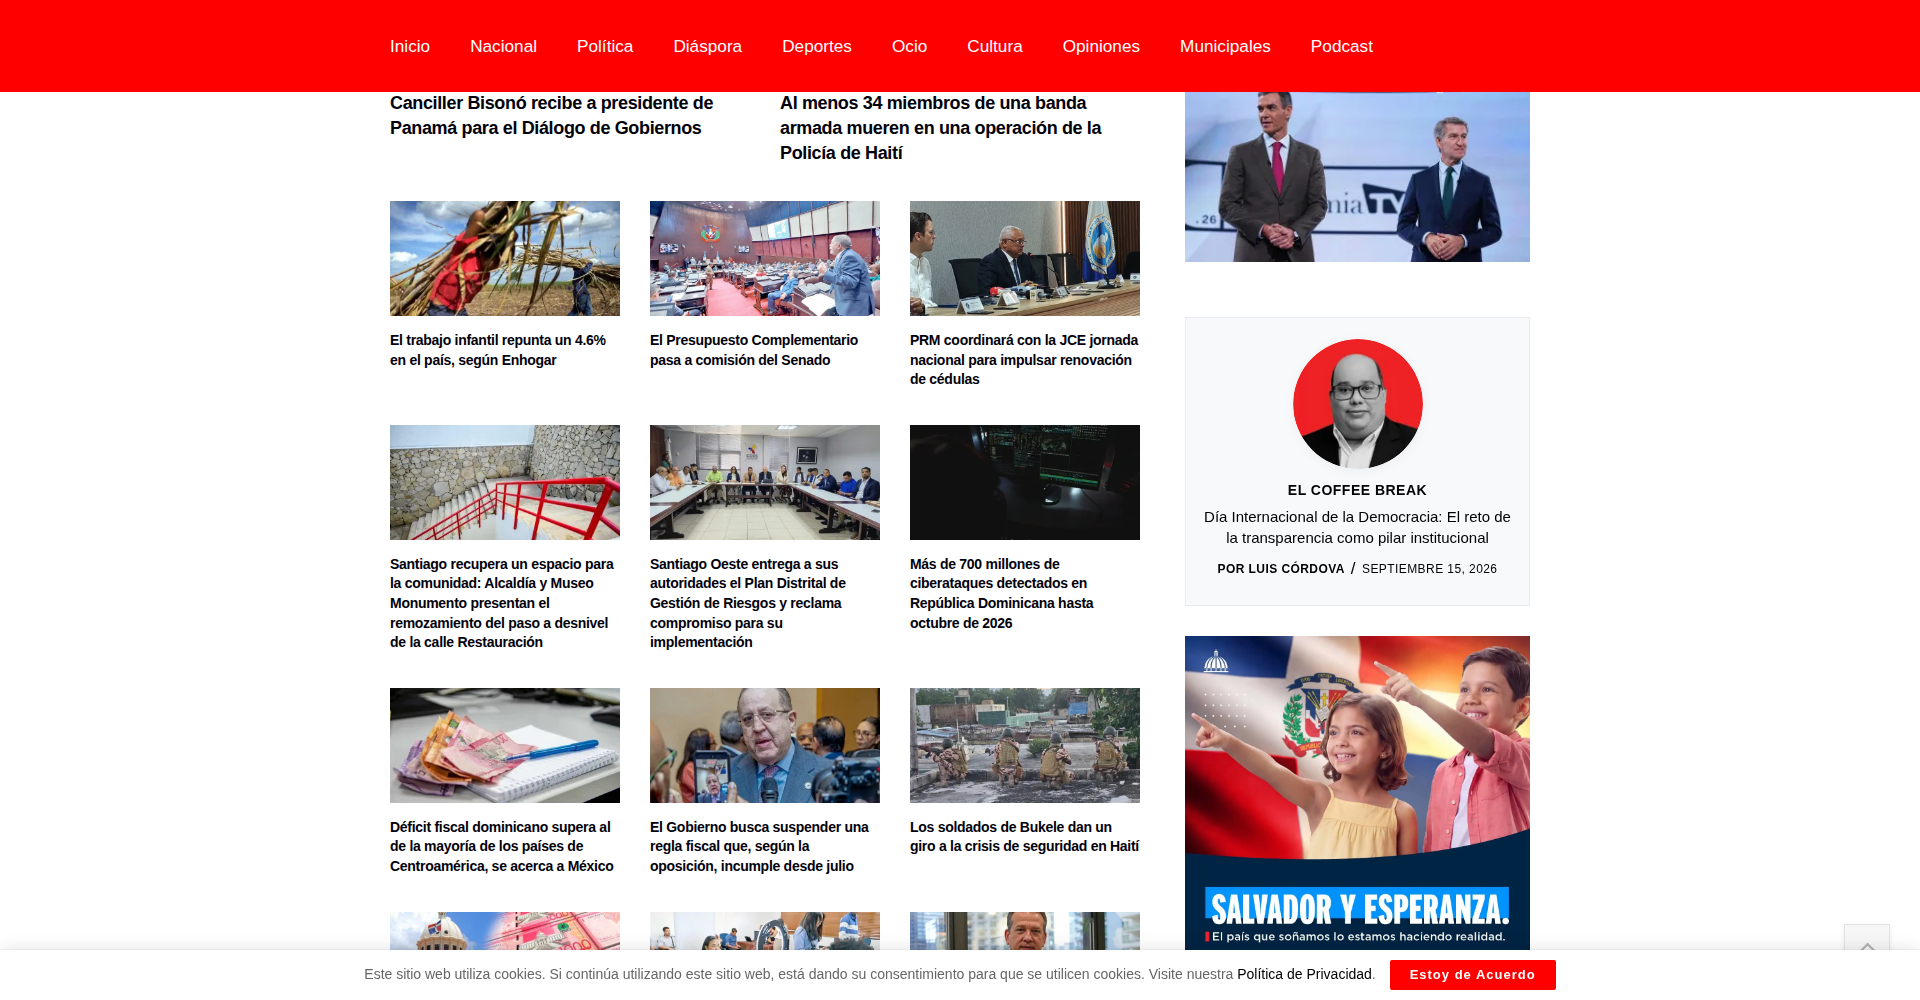 Inicio
Nacional
Política
Diáspora
Deportes
Ocio
Cultura
Opiniones
Municipales
Podcast
Canciller Bisonó recibe a presidente de
Panamá para el Diálogo de Gobiernos
Al menos 34 miembros de una banda
armada mueren en una operación de la
Policía de Haití
El trabajo infantil repunta un 4.6%
en el país, según Enhogar
El Presupuesto Complementario
pasa a comisión del Senado
PRM coordinará con la JCE jornada
nacional para impulsar renovación
de cédulas
Santiago recupera un espacio para
la comunidad: Alcaldía y Museo
Monumento presentan el
remozamiento del paso a desnivel
de la calle Restauración
Santiago Oeste entrega a sus
autoridades el Plan Distrital de
Gestión de Riesgos y reclama
compromiso para su
implementación
Más de 700 millones de
ciberataques detectados en
República Dominicana hasta
octubre de 2026
Déficit fiscal dominicano supera al
de la mayoría de los países de
Centroamérica, se acerca a México
El Gobierno busca suspender una
regla fiscal que, según la
oposición, incumple desde julio
Los soldados de Bukele dan un
giro a la crisis de seguridad en Haití
nia TV
.26
EL COFFEE BREAK
Día Internacional de la Democracia: El reto de
la transparencia como pilar institucional
POR LUIS CÓRDOVA / SEPTIEMBRE 15, 2026
SALVADOR Y ESPERANZA.
El país que soñamos lo estamos haciendo realidad.
Este sitio web utiliza cookies. Si continúa utilizando este sitio web, está dando su consentimiento para que se utilicen cookies. Visite nuestra Política de Privacidad.
Estoy de Acuerdo